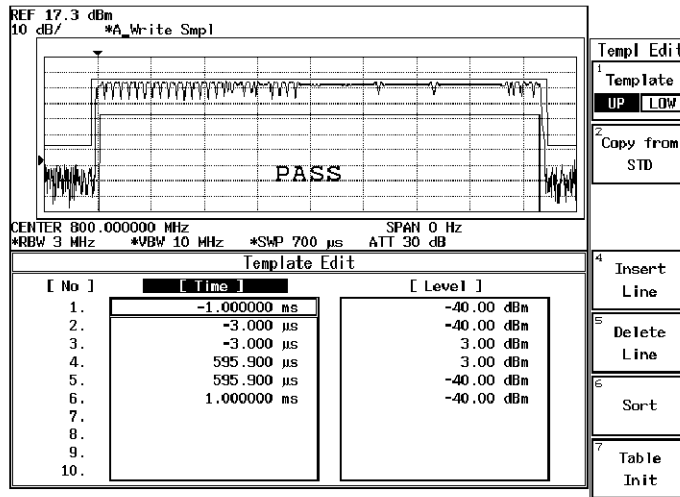 REF 17.3 dBm
10 dB/ *A_Write Smpl
PASS
CENTER 800.000000 MHz SPAN 0 Hz
*RBW 3 MHz *VBW 10 MHz *SWP 700 µs ATT 30 dB
Template Edit
[ No ] [ Time ] [ Level ]
1. -1.000000 ms -40.00 dBm
2. -3.000 µs -40.00 dBm
3. -3.000 µs 3.00 dBm
4. 595.900 µs 3.00 dBm
5. 595.900 µs -40.00 dBm
6. 1.000000 ms -40.00 dBm
7.
8.
9.
10.
Templ Edit
1 Template
UP LOW
2 Copy from
STD
4 Insert
Line
5 Delete
Line
6 Sort
7 Table
Init